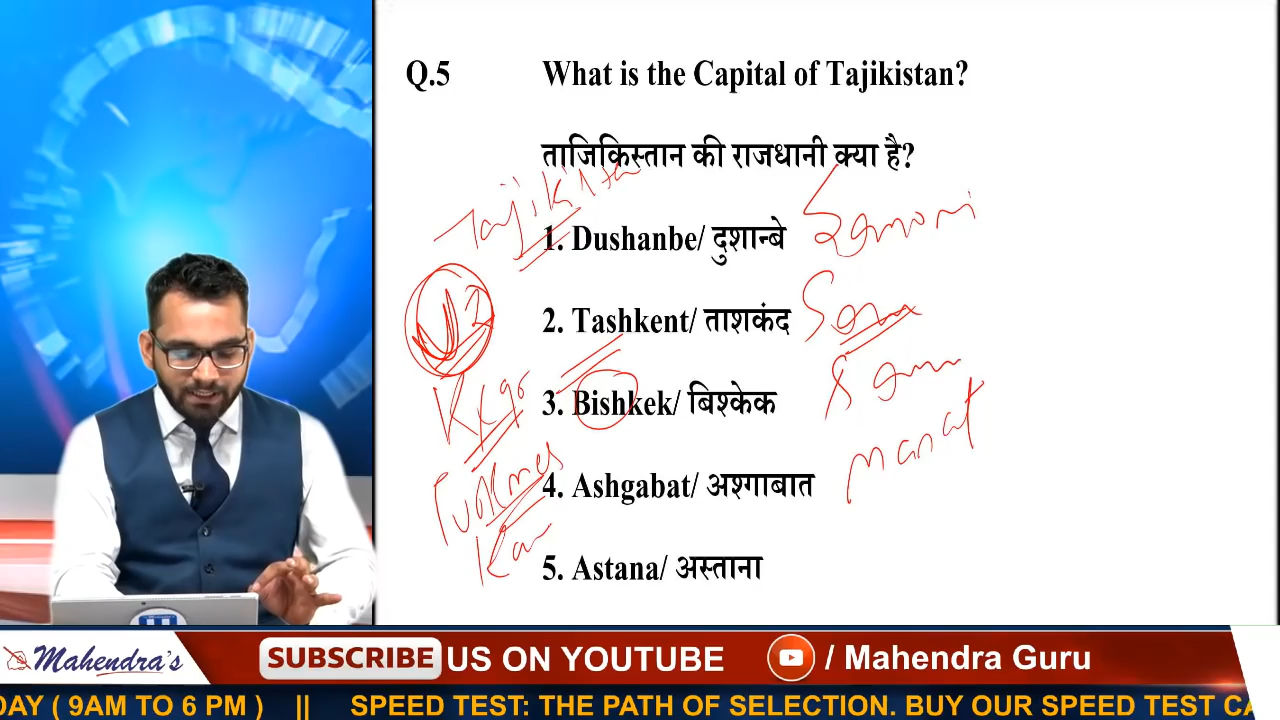 Q.5 What is the Capital of Tajikistan?
ताजिकिस्तान की राजधानी क्या है?
1. Dushanbe/ दुशान्बे
2. Tashkent/ ताशकंद
3. Bishkek/ बिश्केक
4. Ashgabat/ अश्गाबात
manat
5. Astana/ अस्ताना
Mahendra's
SUBSCRIBE US ON YOUTUBE / Mahendra Guru
DAY ( 9AM TO 6 PM ) || SPEED TEST: THE PATH OF SELECTION. BUY OUR SPEED TEST CA